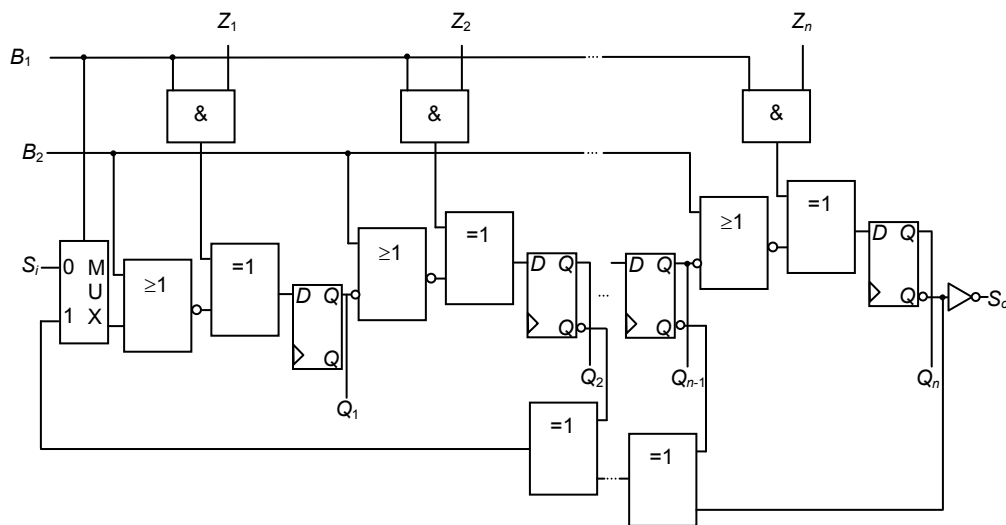 Z1 Z2 Zn
B1
& & &
B2
=1
≥1
=1
≥1
=1
≥1
D Q
Q
Si 0 M
U
1 X
D Q
Q
D Q
Q
D Q
Q
So
Q1
Q2
Qn-1
Qn
=1
=1